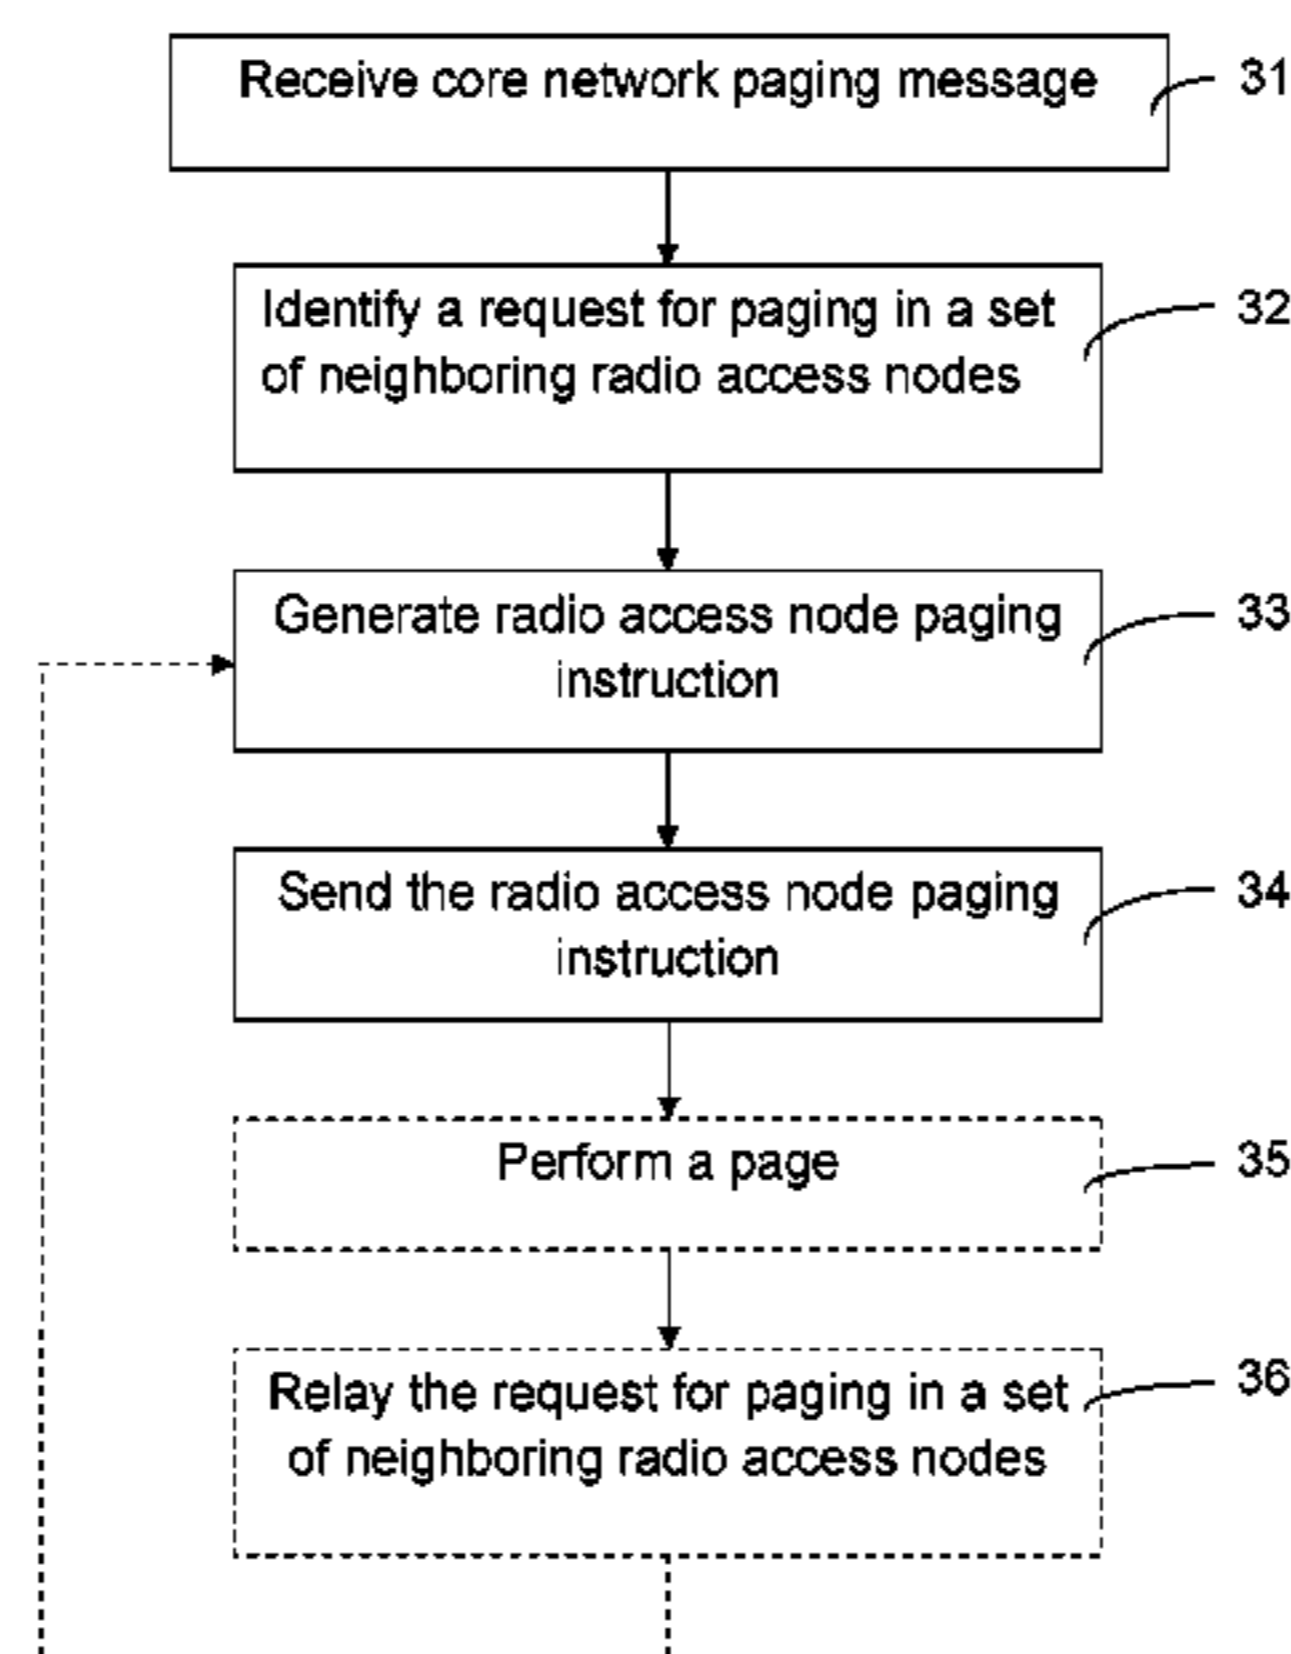 Receive core network paging message
31
Identify a request for paging in a set
of neighboring radio access nodes
32
Generate radio access node paging
instruction
33
Send the radio access node paging
instruction
34
Perform a page
35
Relay the request for paging in a set
of neighboring radio access nodes
36